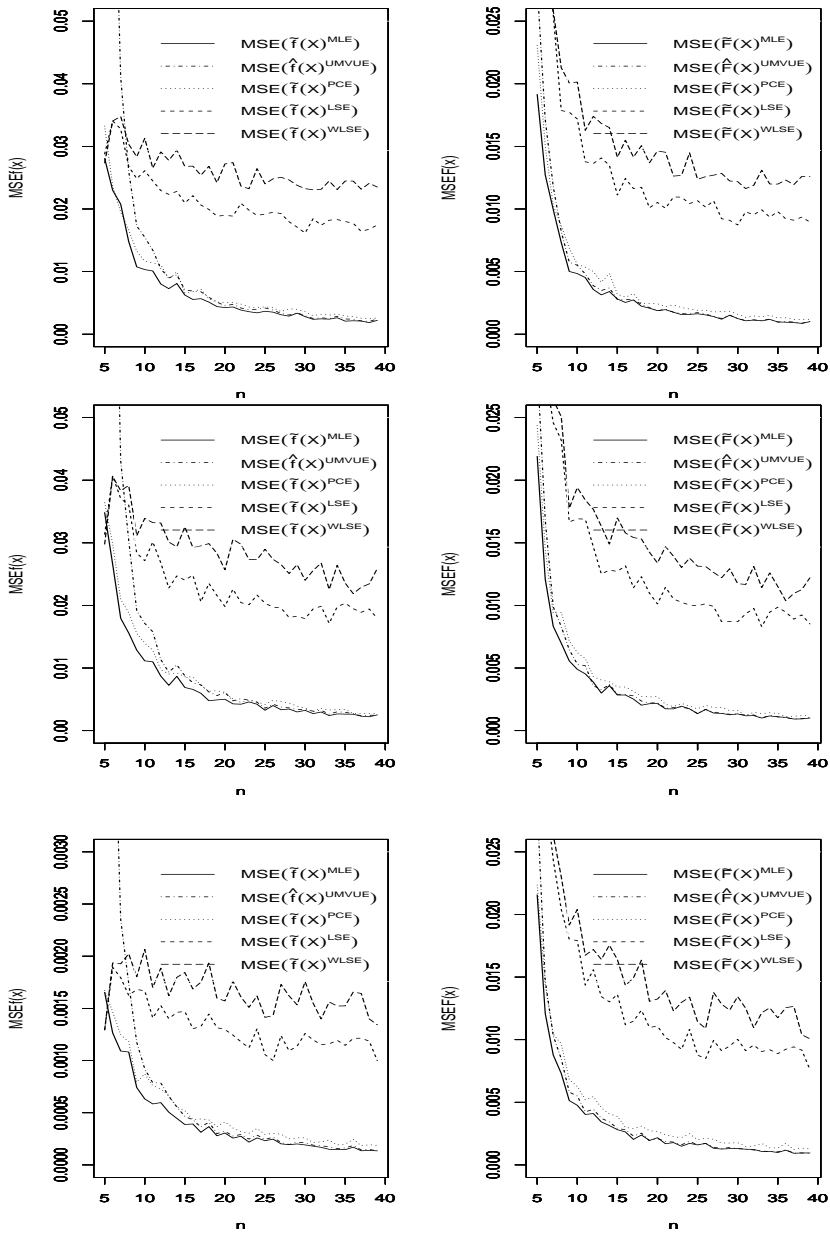 MSEf(x)
0.00 0.01 0.02 0.03 0.04 0.05
MSE(f̃(x)^MLE)
MSE(f̂(x)^UMVUE)
MSE(f̃(x)^PCE)
MSE(f̃(x)^LSE)
MSE(f̃(x)^WLSE)
5 10 15 20 25 30 35 40
n
MSEF(x)
0.000 0.005 0.010 0.015 0.020 0.025
MSE(F̃(x)^MLE)
MSE(F̂(x)^UMVUE)
MSE(F̃(x)^PCE)
MSE(F̃(x)^LSE)
MSE(F̃(x)^WLSE)
5 10 15 20 25 30 35 40
n
MSEf(x)
0.00 0.01 0.02 0.03 0.04 0.05
MSE(f̃(x)^MLE)
MSE(f̂(x)^UMVUE)
MSE(f̃(x)^PCE)
MSE(f̃(x)^LSE)
MSE(f̃(x)^WLSE)
5 10 15 20 25 30 35 40
n
MSEF(x)
0.000 0.005 0.010 0.015 0.020 0.025
MSE(F̃(x)^MLE)
MSE(F̂(x)^UMVUE)
MSE(F̃(x)^PCE)
MSE(F̃(x)^LSE)
MSE(F̃(x)^WLSE)
5 10 15 20 25 30 35 40
n
MSEf(x)
0.0000 0.0005 0.0010 0.0015 0.0020 0.0025 0.0030
MSE(f̃(x)^MLE)
MSE(f̂(x)^UMVUE)
MSE(f̃(x)^PCE)
MSE(f̃(x)^LSE)
MSE(f̃(x)^WLSE)
5 10 15 20 25 30 35 40
n
MSEF(x)
0.000 0.005 0.010 0.015 0.020 0.025
MSE(F̃(x)^MLE)
MSE(F̂(x)^UMVUE)
MSE(F̃(x)^PCE)
MSE(F̃(x)^LSE)
MSE(F̃(x)^WLSE)
5 10 15 20 25 30 35 40
n